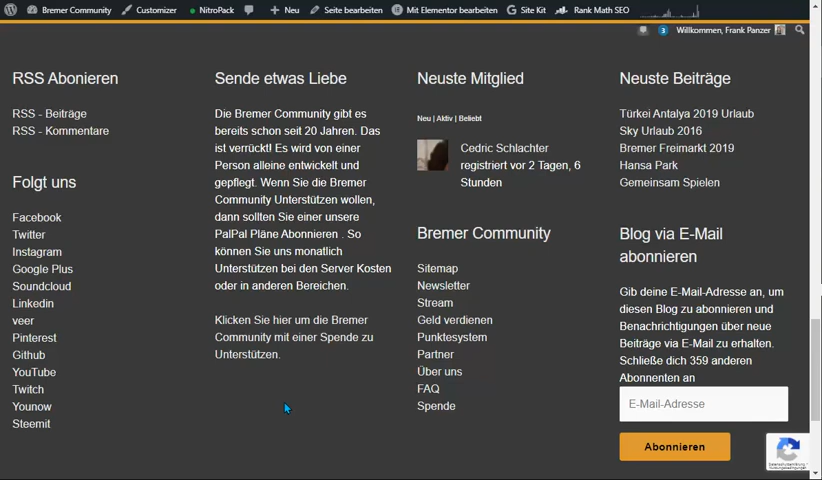 Bremer Community Customizer NitroPack Neu Seite bearbeiten Mit Elementor bearbeiten Site Kit Rank Math SEO
3 Willkommen, Frank Panzer
RSS Abonieren
RSS - Beiträge
RSS - Kommentare
Folgt uns
Facebook
Twitter
Instagram
Google Plus
Soundcloud
Linkedin
veer
Pinterest
Github
YouTube
Twitch
Younow
Steemit
Sende etwas Liebe
Die Bremer Community gibt es
bereits schon seit 20 Jahren. Das
ist verrückt! Es wird von einer
Person alleine entwickelt und
gepflegt. Wenn Sie die Bremer
Community Unterstützen wollen,
dann sollten Sie einer unsere
PalPal Pläne Abonnieren . So
können Sie uns monatlich
Unterstützen bei den Server Kosten
oder in anderen Bereichen.
Klicken Sie hier um die Bremer
Community mit einer Spende zu
Unterstützen.
Neuste Mitglied
Neu | Aktiv | Beliebt
Cedric Schlachter
registriert vor 2 Tagen, 6
Stunden
Bremer Community
Sitemap
Newsletter
Stream
Geld verdienen
Punktesystem
Partner
Über uns
FAQ
Spende
Neuste Beiträge
Türkei Antalya 2019 Urlaub
Sky Urlaub 2016
Bremer Freimarkt 2019
Hansa Park
Gemeinsam Spielen
Blog via E-Mail
abonnieren
Gib deine E-Mail-Adresse an, um
diesen Blog zu abonnieren und
Benachrichtigungen über neue
Beiträge via E-Mail zu erhalten.
Schließe dich 359 anderen
Abonnenten an
E-Mail-Adresse
Abonnieren